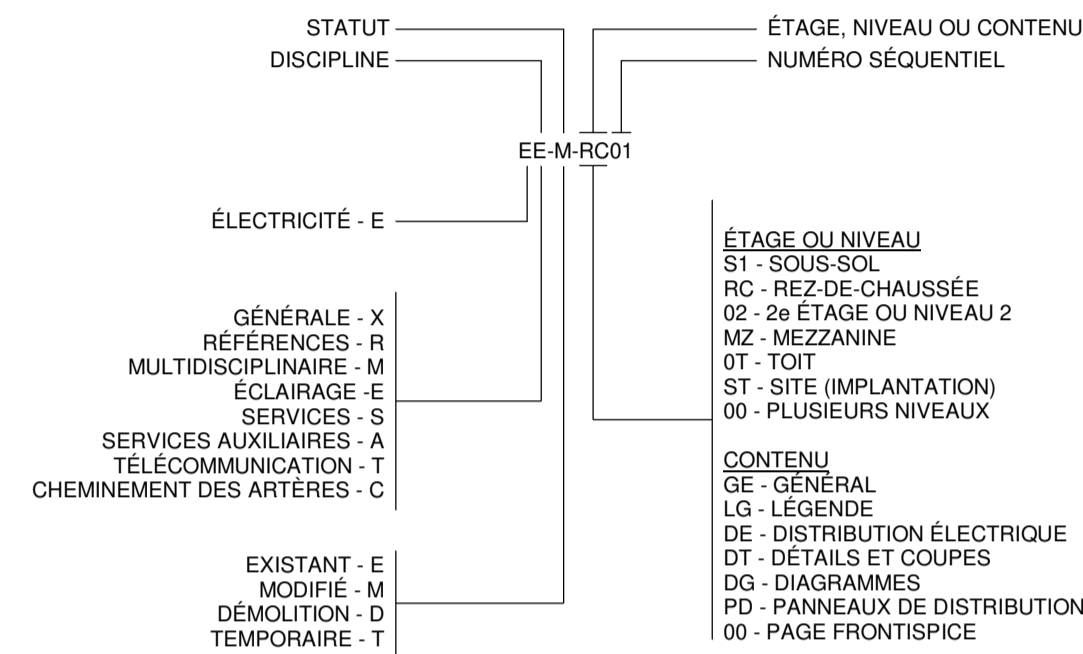 STATUT
DISCIPLINE
ÉTAGE, NIVEAU OU CONTENU
NUMÉRO SÉQUENTIEL
EE-M-RC01
ÉLECTRICITÉ - E
GÉNÉRALE - X
RÉFÉRENCES - R
MULTIDISCIPLINAIRE - M
ÉCLAIRAGE -E
SERVICES - S
SERVICES AUXILIAIRES - A
TÉLÉCOMMUNICATION - T
CHEMINEMENT DES ARTÈRES - C
EXISTANT - E
MODIFIÉ - M
DÉMOLITION - D
TEMPORAIRE - T
ÉTAGE OU NIVEAU
S1 - SOUS-SOL
RC - REZ-DE-CHAUSSÉE
02 - 2e ÉTAGE OU NIVEAU 2
MZ - MEZZANINE
0T - TOIT
ST - SITE (IMPLANTATION)
00 - PLUSIEURS NIVEAUX
CONTENU
GE - GÉNÉRAL
LG - LÉGENDE
DE - DISTRIBUTION ÉLECTRIQUE
DT - DÉTAILS ET COUPES
DG - DIAGRAMMES
PD - PANNEAUX DE DISTRIBUTION
00 - PAGE FRONTISPICE